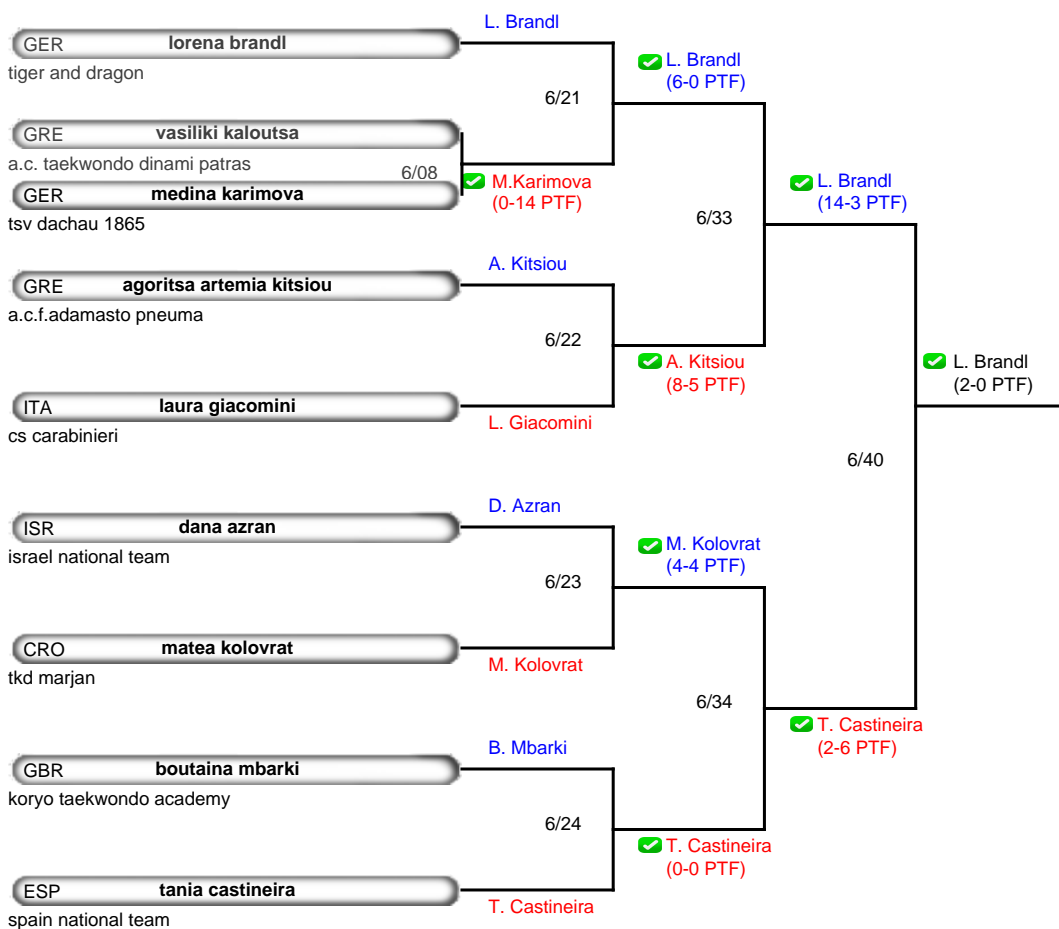 L. Brandl
GER lorena brandl
tiger and dragon
L. Brandl
(6-0 PTF)
6/21
GRE vasiliki kaloutsa
a.c. taekwondo dinami patras
6/08
M.Karimova
(0-14 PTF)
GER medina karimova
tsv dachau 1865
L. Brandl
(14-3 PTF)
6/33
A. Kitsiou
GRE agoritsa artemia kitsiou
a.c.f.adamasto pneuma
6/22
A. Kitsiou
(8-5 PTF)
L. Brandl
(2-0 PTF)
ITA laura giacomini
cs carabinieri
L. Giacomini
6/40
D. Azran
ISR dana azran
israel national team
M. Kolovrat
(4-4 PTF)
6/23
CRO matea kolovrat
tkd marjan
M. Kolovrat
6/34
T. Castineira
(2-6 PTF)
B. Mbarki
GBR boutaina mbarki
koryo taekwondo academy
6/24
T. Castineira
(0-0 PTF)
ESP tania castineira
spain national team
T. Castineira